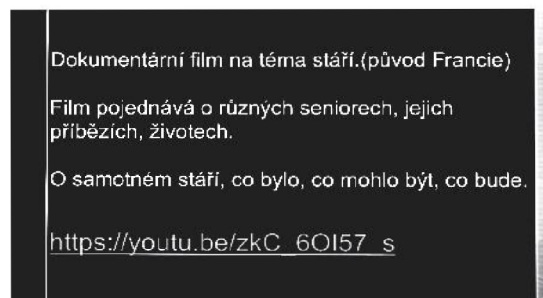 Dokumentární film na téma stáří.(původ Francie)
Film pojednává o různých seniorech, jejich
příbězích, životech.
O samotném stáří, co bylo, co mohlo být, co bude.
https://youtu.be/zkC_6OI57_s